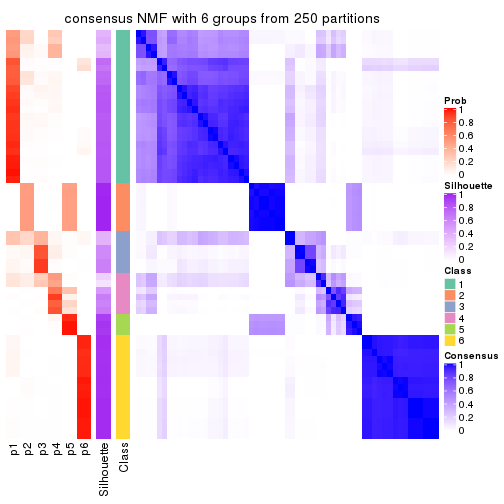 consensus NMF with 6 groups from 250 partitions
Prob
1
0.8
0.6
0.4
0.2
0
Silhouette
1
0.8
0.6
0.4
0.2
0
Class
1
2
3
4
5
6
Consensus
1
0.8
0.6
0.4
0.2
0
p1
p2
p3
p4
p5
p6
Silhouette
Class